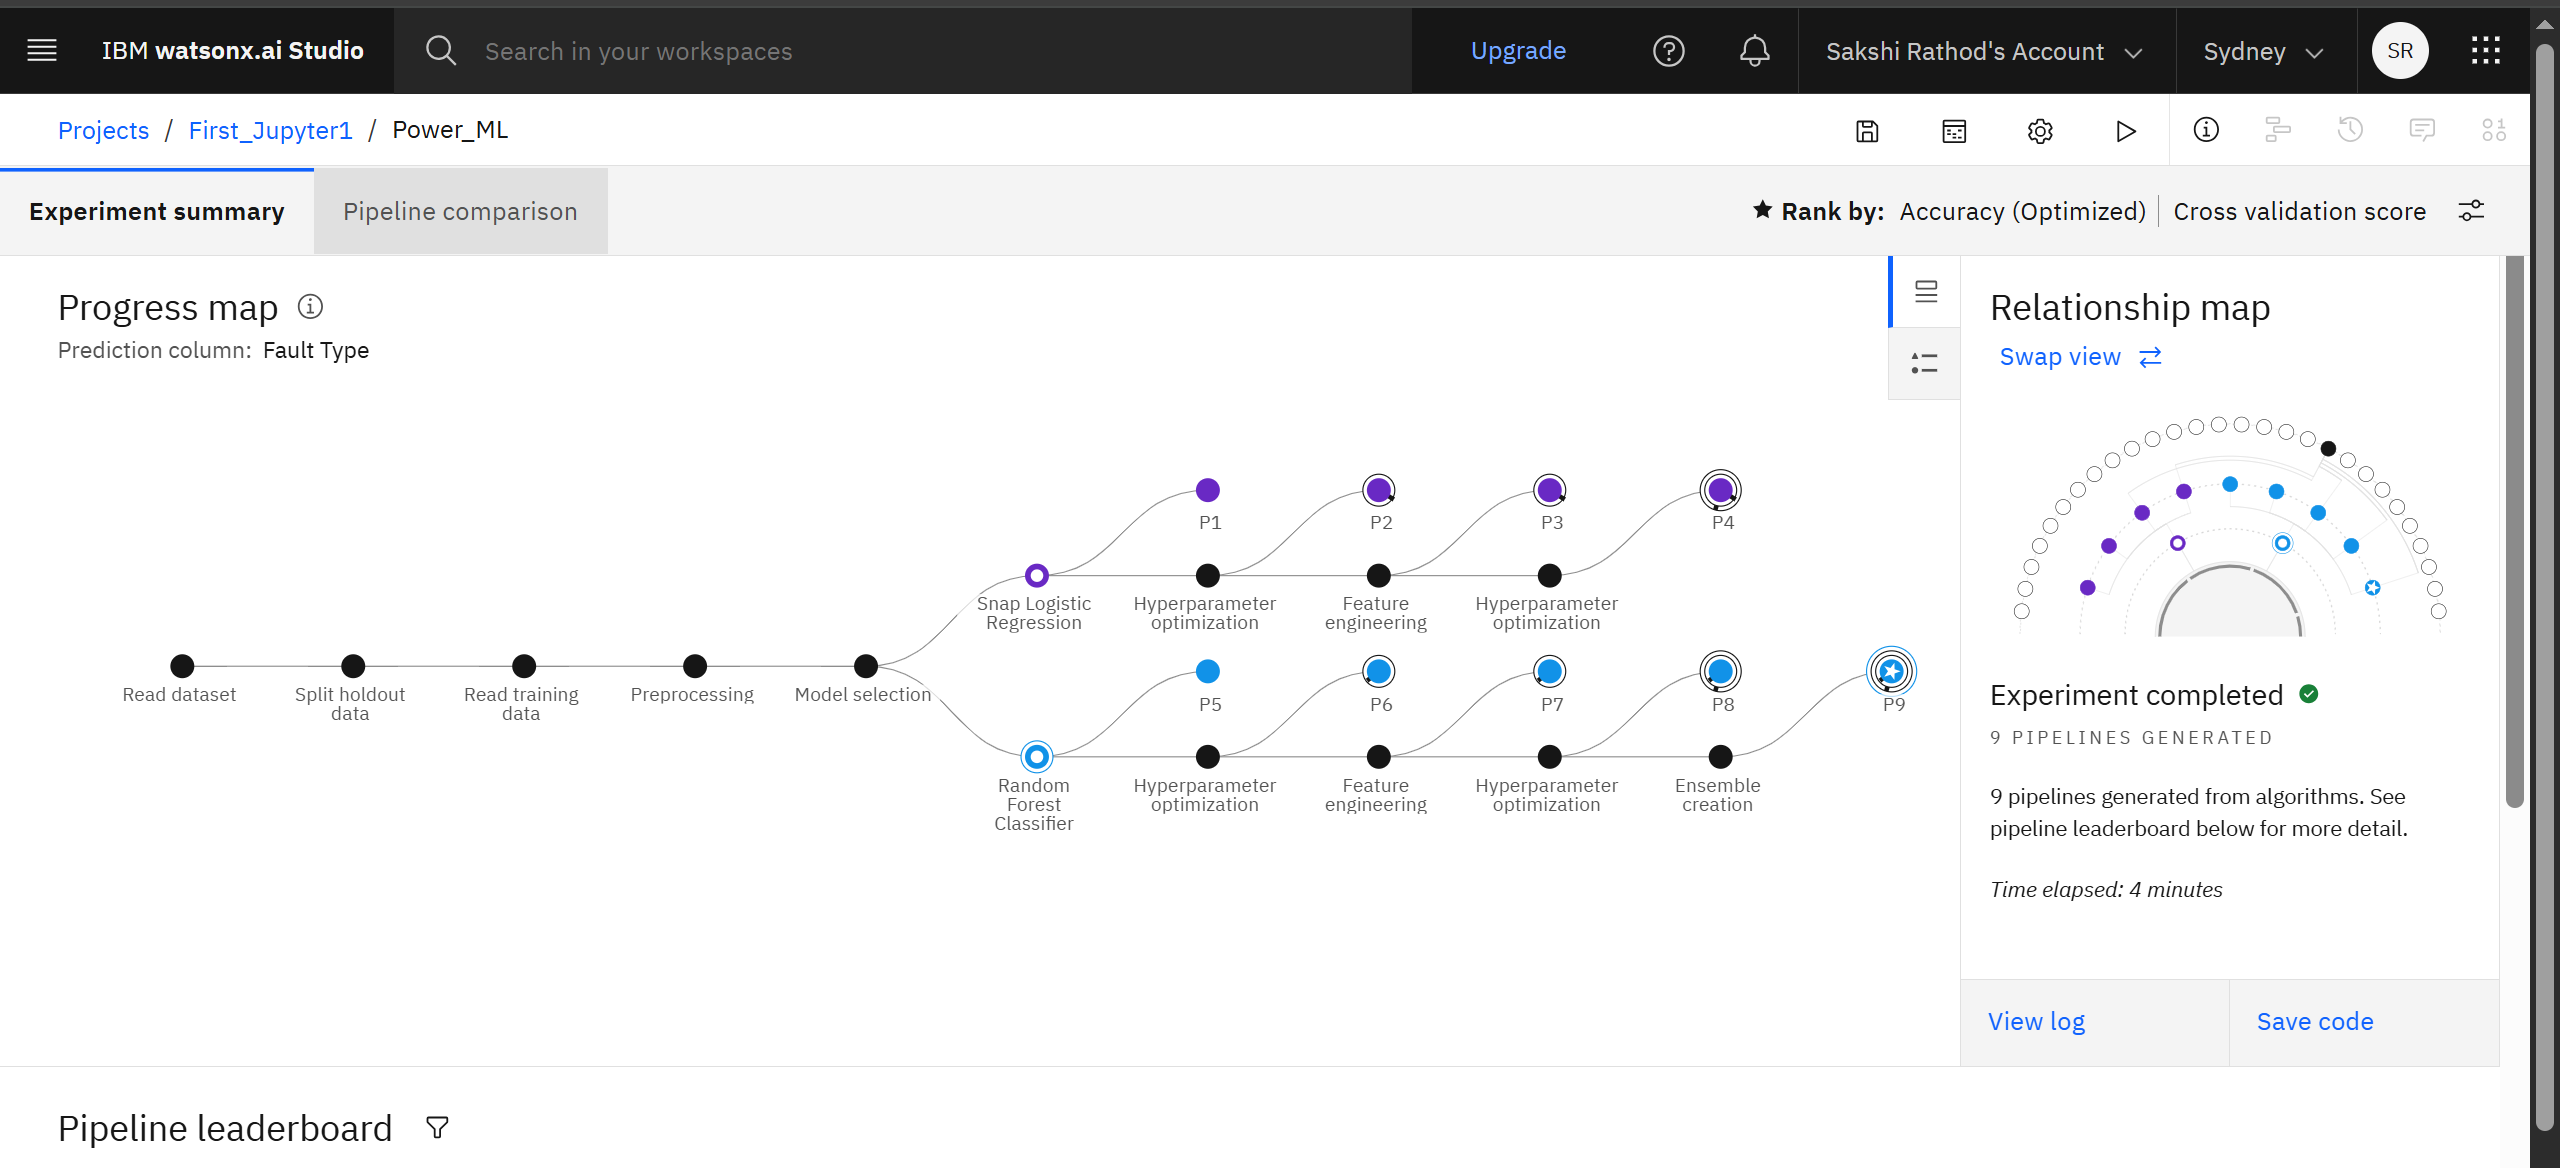 IBM watsonx.ai Studio
Search in your workspaces
Upgrade
Sakshi Rathod's Account
Sydney
SR
Projects / First_Jupyter1 / Power_ML
Experiment summary
Pipeline comparison
Rank by: Accuracy (Optimized) | Cross validation score
Progress map
Prediction column: Fault Type
P1
P2
P3
P4
Snap Logistic
Regression
Hyperparameter
optimization
Feature
engineering
Hyperparameter
optimization
Read dataset
Split holdout
data
Read training
data
Preprocessing
Model selection
P5
P6
P7
P8
P9
Random
Forest
Classifier
Hyperparameter
optimization
Feature
engineering
Hyperparameter
optimization
Ensemble
creation
Relationship map
Swap view
Experiment completed
9 PIPELINES GENERATED
9 pipelines generated from algorithms. See
pipeline leaderboard below for more detail.
Time elapsed: 4 minutes
View log
Save code
Pipeline leaderboard